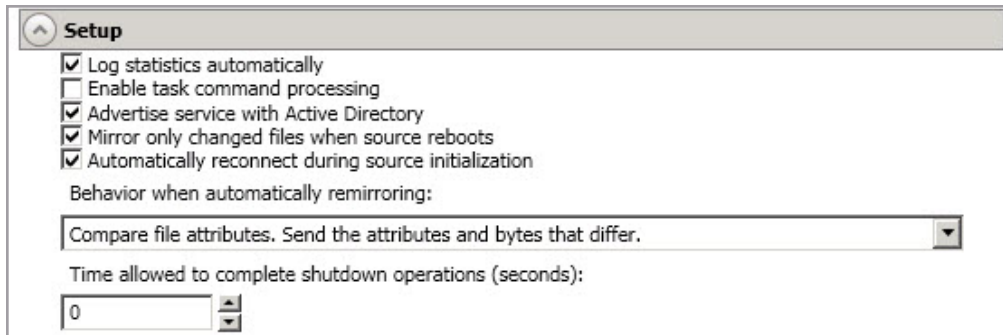 Setup
Log statistics automatically
Enable task command processing
Advertise service with Active Directory
Mirror only changed files when source reboots
Automatically reconnect during source initialization
Behavior when automatically remirroring:
Compare file attributes. Send the attributes and bytes that differ.
Time allowed to complete shutdown operations (seconds):
0